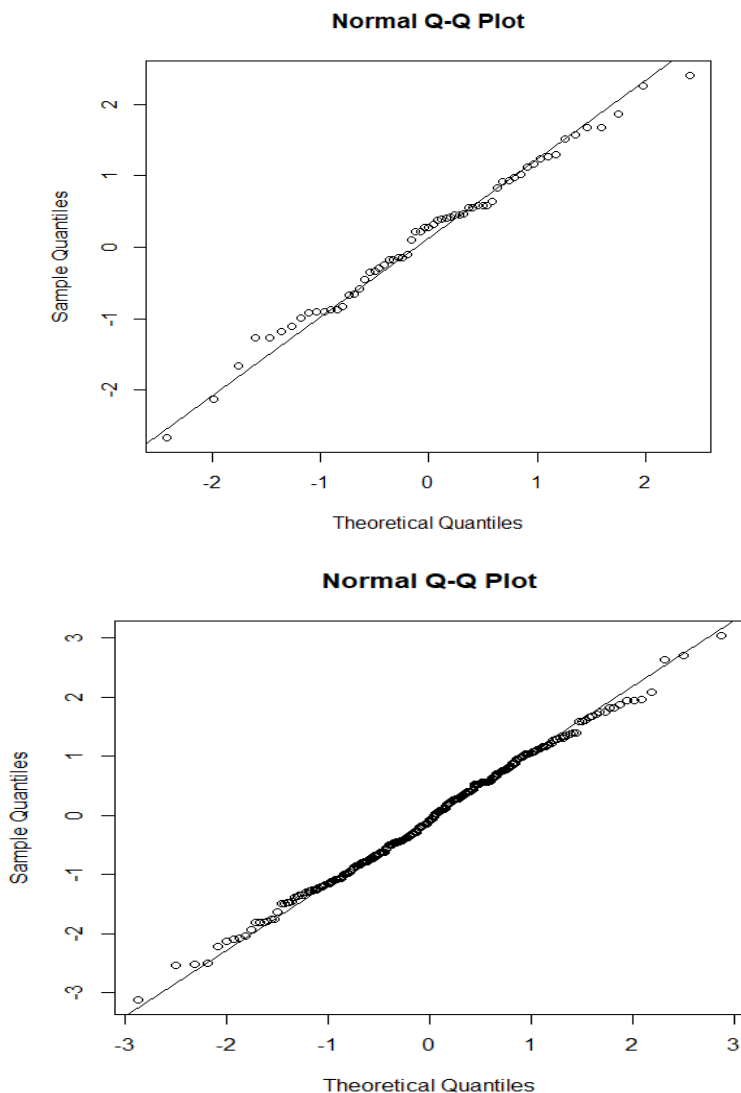 Normal Q-Q Plot
2
1
0
-1
-2
Sample Quantiles
-2 -1 0 1 2
Theoretical Quantiles
Normal Q-Q Plot
3
2
1
0
-1
-2
-3
Sample Quantiles
-3 -2 -1 0 1 2 3
Theoretical Quantiles